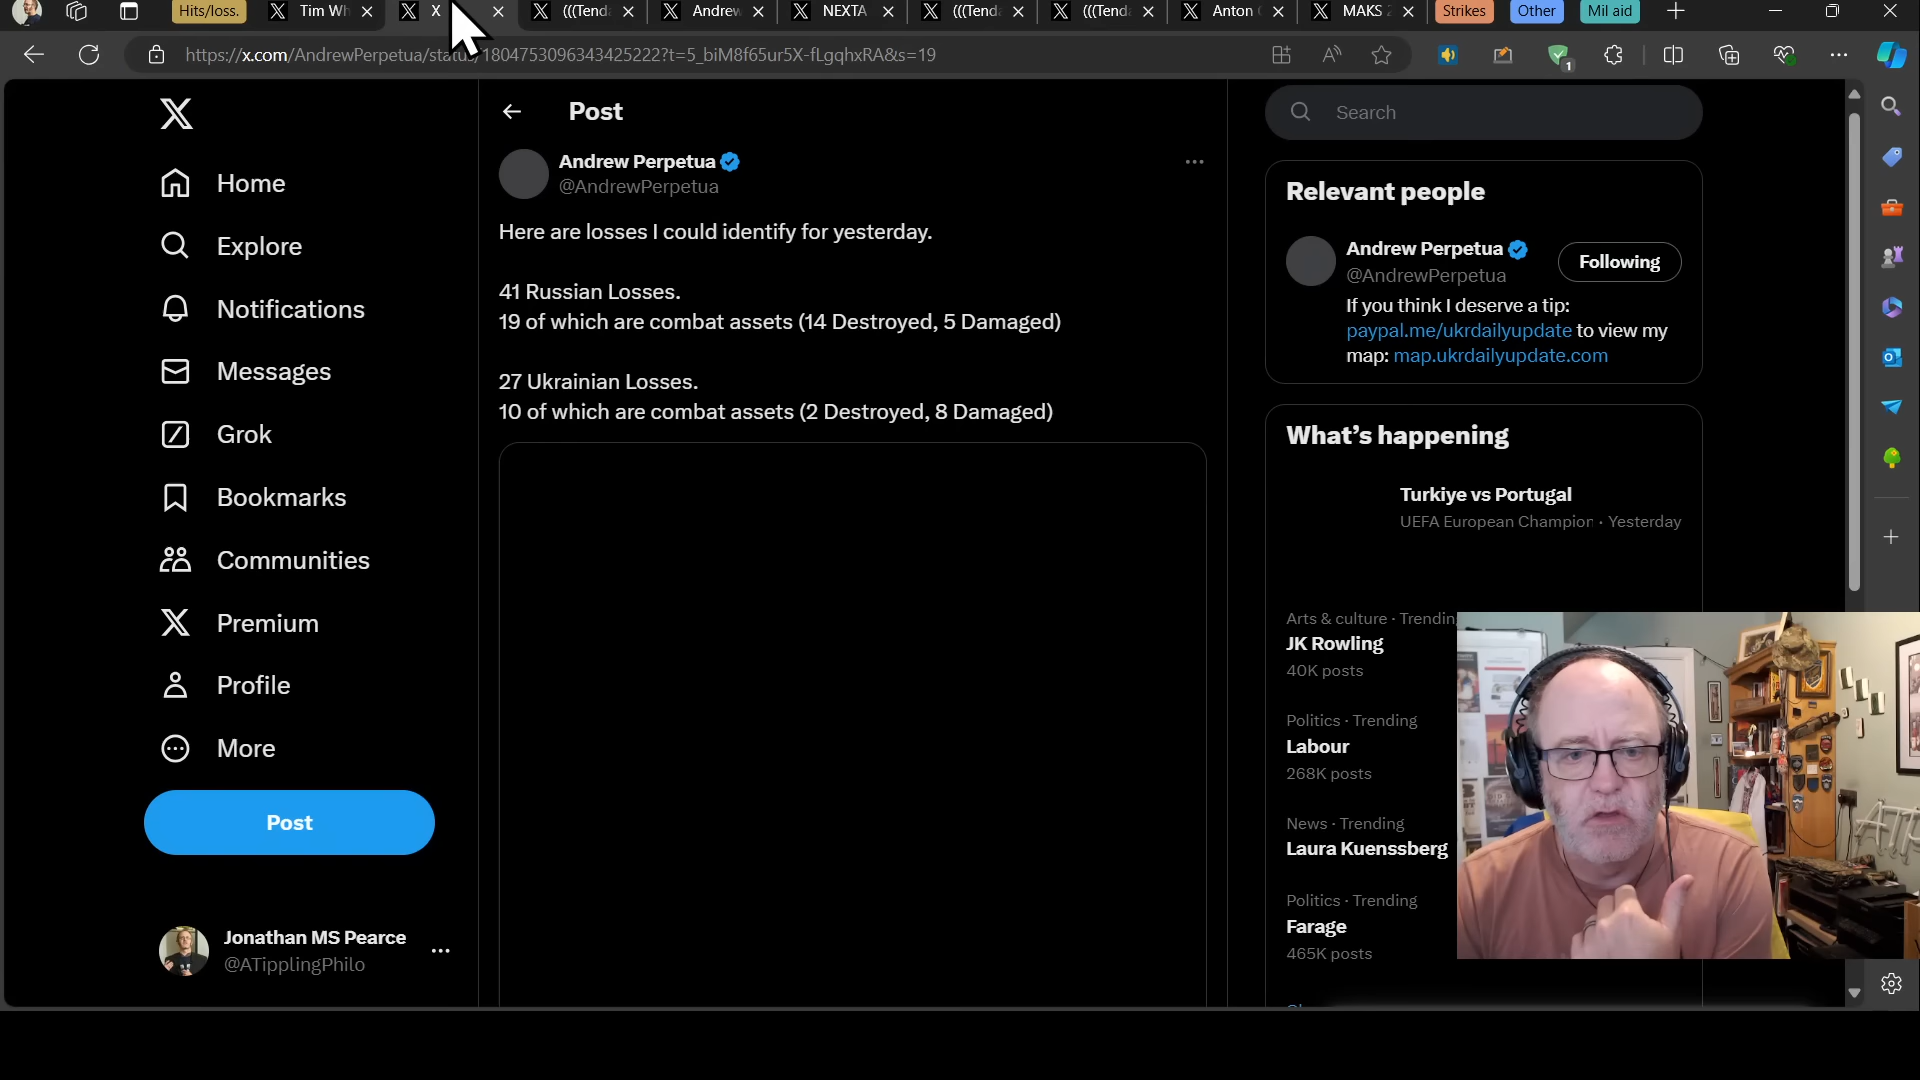 Hits/loss.
Tim Wh
X
(((Tend
Andrew
NEXTA
(((Tend
(((Tend
Anton
MAKS
Strikes
Other
Mil aid
https://x.com/AndrewPerpetua/status/1804753096343425222?t=5_biM8f65ur5X-fLgqhxRA&s=19
1
Home
Explore
Notifications
Messages
Grok
Bookmarks
Communities
Premium
Profile
More
Post
Jonathan MS Pearce
@ATipplingPhilo
Post
Andrew Perpetua
@AndrewPerpetua
Here are losses I could identify for yesterday.
41 Russian Losses.
19 of which are combat assets (14 Destroyed, 5 Damaged)
27 Ukrainian Losses.
10 of which are combat assets (2 Destroyed, 8 Damaged)
Search
Relevant people
Andrew Perpetua
@AndrewPerpetua
Following
If you think I deserve a tip:
paypal.me/ukrdailyupdate to view my
map: map.ukrdailyupdate.com
What's happening
Turkiye vs Portugal
UEFA European Champion · Yesterday
Arts & culture · Trendin
JK Rowling
40K posts
Politics · Trending
Labour
268K posts
News · Trending
Laura Kuenssberg
Politics · Trending
Farage
465K posts